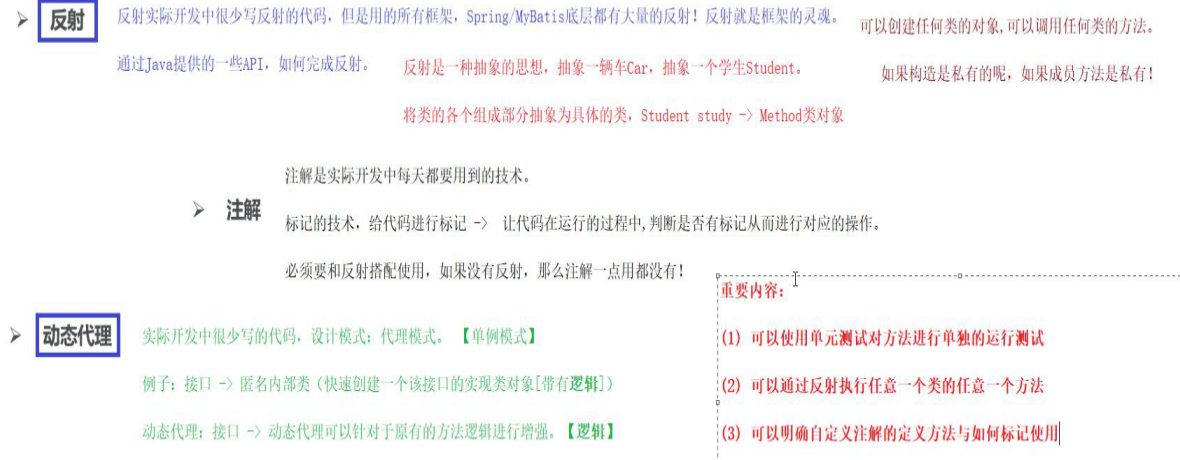 反射
反射实际开发中很少写反射的代码，但是用的所有框架，Spring/MyBatis底层都有大量的反射！反射就是框架的灵魂。
可以创建任何类的对象,可以调用任何类的方法。
通过Java提供的一些API，如何完成反射。
反射是一种抽象的思想，抽象一辆车Car，抽象一个学生Student。
如果构造是私有的呢，如果成员方法是私有！
将类的各个组成部分抽象为具体的类，Student study -> Method类对象
注解
注解是实际开发中每天都要用到的技术。
标记的技术，给代码进行标记 -> 让代码在运行的过程中,判断是否有标记从而进行对应的操作。
必须要和反射搭配使用，如果没有反射，那么注解一点用都没有！
动态代理
实际开发中很少写的代码，设计模式：代理模式。【单例模式】
例子：接口 -> 匿名内部类（快速创建一个该接口的实现类对象[带有逻辑]）
动态代理：接口 -> 动态代理可以针对于原有的方法逻辑进行增强。【逻辑】
重要内容：
(1) 可以使用单元测试对方法进行单独的运行测试
(2) 可以通过反射执行任意一个类的任意一个方法
(3) 可以明确自定义注解的定义方法与如何标记使用